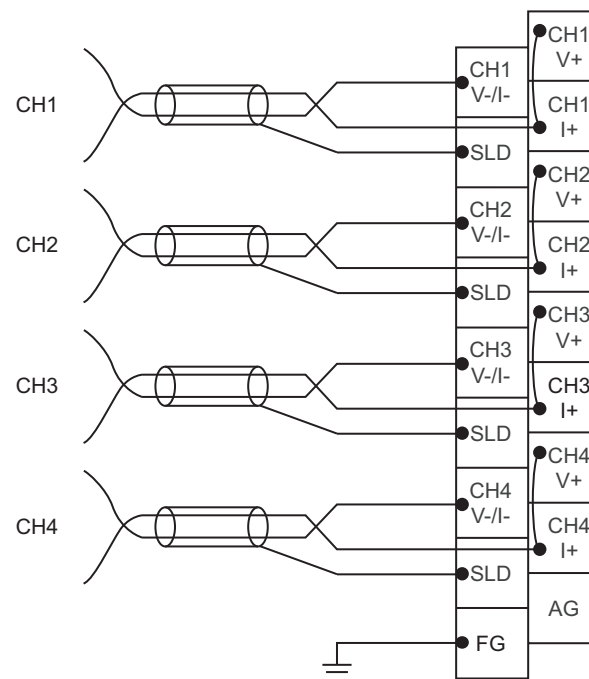 CH1
V+
CH1
V-/I-
CH1
CH1
I+
SLD
CH2
V+
CH2
V-/I-
CH2
CH2
I+
SLD
CH3
V+
CH3
V-/I-
CH3
CH3
I+
SLD
CH4
V+
CH4
V-/I-
CH4
CH4
I+
SLD
AG
FG